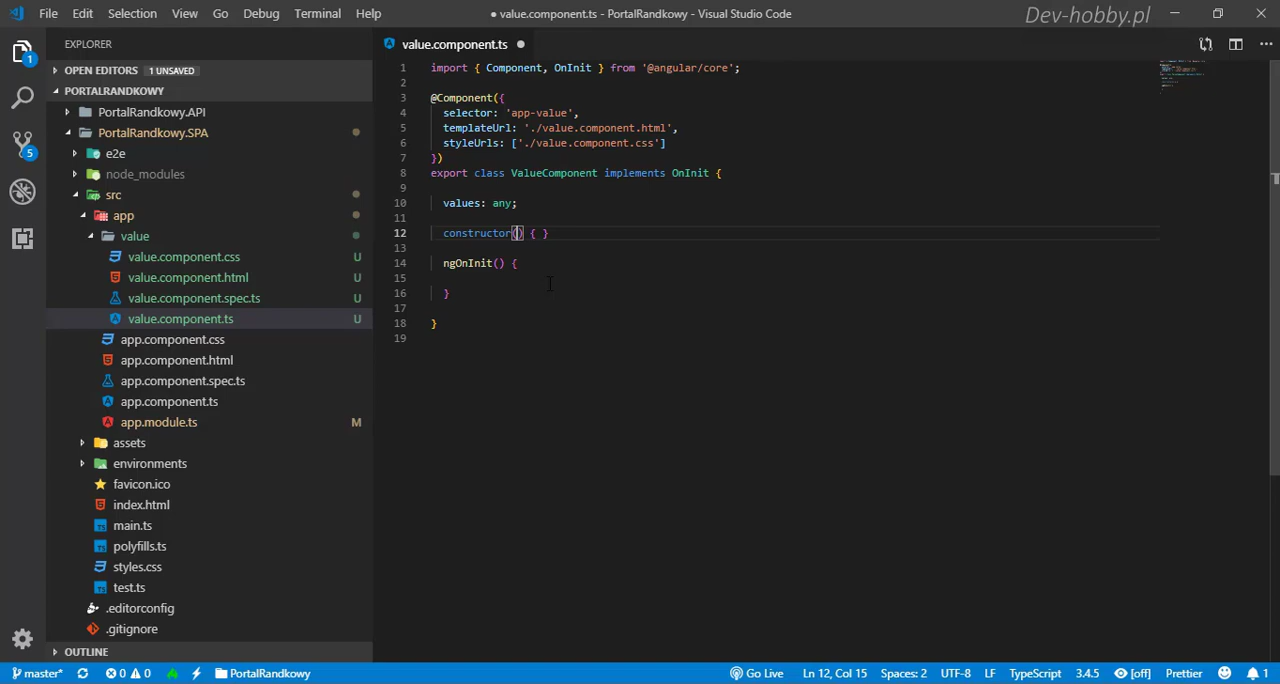 File Edit Selection View Go Debug Terminal Help
● value.component.ts - PortalRandkowy - Visual Studio Code
Dev-hobby.pl
EXPLORER
OPEN EDITORS 1 UNSAVED
PORTALRANDKOWY
PortalRandkowy.API
PortalRandkowy.SPA
e2e
node_modules
src
app
value
value.component.css U
value.component.html U
value.component.spec.ts U
value.component.ts U
app.component.css
app.component.html
app.component.spec.ts
app.component.ts
app.module.ts M
assets
environments
favicon.ico
index.html
main.ts
polyfills.ts
styles.css
test.ts
.editorconfig
.gitignore
OUTLINE
1
5
value.component.ts ●
1 import { Component, OnInit } from '@angular/core';
2
3 @Component({
4 selector: 'app-value',
5 templateUrl: './value.component.html',
6 styleUrls: ['./value.component.css']
7 })
8 export class ValueComponent implements OnInit {
9
10 values: any;
11
12 constructor() { }
13
14 ngOnInit() {
15
16 }
17
18 }
19
master* 0 0 PortalRandkowy Go Live Ln 12, Col 15 Spaces: 2 UTF-8 LF TypeScript 3.4.5 [off] Prettier 1